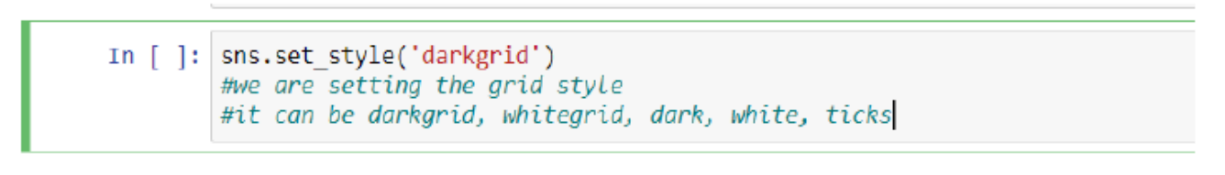 In [ ]: sns.set_style('darkgrid')
#we are setting the grid style
#it can be darkgrid, whitegrid, dark, white, ticks